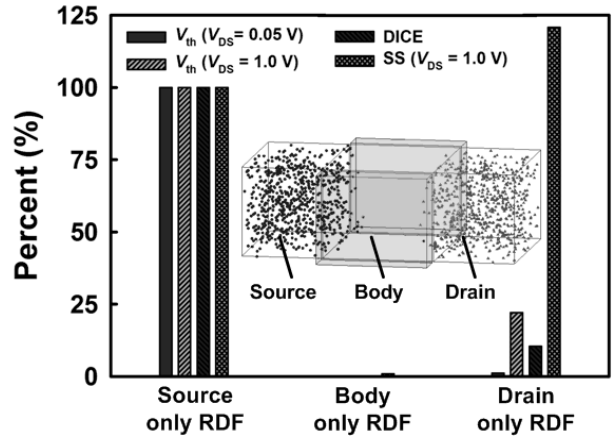 125
100
75
50
25
0
Percent (%)
Vth (VDS= 0.05 V)
Vth (VDS = 1.0 V)
DICE
SS (VDS = 1.0 V)
Source
Body
Drain
Source
only RDF
Body
only RDF
Drain
only RDF